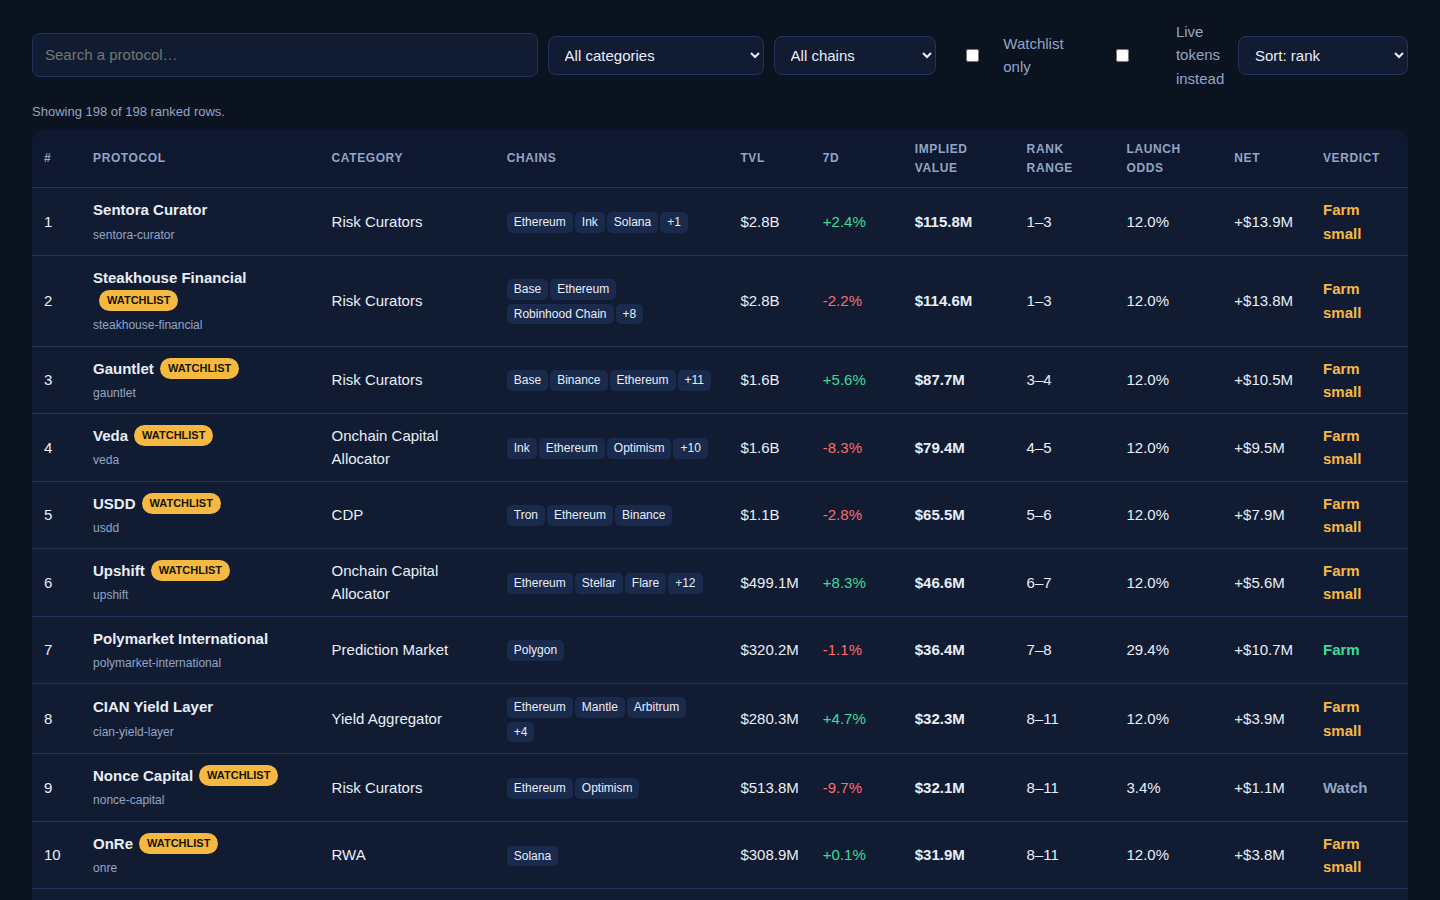 Search a protocol…
All categories
All chains
Watchlist only
Live tokens instead
Sort: rank
Showing 198 of 198 ranked rows.
# PROTOCOL CATEGORY CHAINS TVL 7D IMPLIED VALUE RANK RANGE LAUNCH ODDS NET VERDICT
1 Sentora Curator Risk Curators Ethereum Ink Solana +1 $2.8B +2.4% $115.8M 1–3 12.0% +$13.9M Farm small
sentora-curator
2 Steakhouse Financial WATCHLIST Risk Curators Base Ethereum Robinhood Chain +8 $2.8B -2.2% $114.6M 1–3 12.0% +$13.8M Farm small
steakhouse-financial
3 Gauntlet WATCHLIST Risk Curators Base Binance Ethereum +11 $1.6B +5.6% $87.7M 3–4 12.0% +$10.5M Farm small
gauntlet
4 Veda WATCHLIST Onchain Capital Allocator Ink Ethereum Optimism +10 $1.6B -8.3% $79.4M 4–5 12.0% +$9.5M Farm small
veda
5 USDD WATCHLIST CDP Tron Ethereum Binance $1.1B -2.8% $65.5M 5–6 12.0% +$7.9M Farm small
usdd
6 Upshift WATCHLIST Onchain Capital Allocator Ethereum Stellar Flare +12 $499.1M +8.3% $46.6M 6–7 12.0% +$5.6M Farm small
upshift
7 Polymarket International Prediction Market Polygon $320.2M -1.1% $36.4M 7–8 29.4% +$10.7M Farm
polymarket-international
8 CIAN Yield Layer Yield Aggregator Ethereum Mantle Arbitrum +4 $280.3M +4.7% $32.3M 8–11 12.0% +$3.9M Farm small
cian-yield-layer
9 Nonce Capital WATCHLIST Risk Curators Ethereum Optimism $513.8M -9.7% $32.1M 8–11 3.4% +$1.1M Watch
nonce-capital
10 OnRe WATCHLIST RWA Solana $308.9M +0.1% $31.9M 8–11 12.0% +$3.8M Farm small
onre